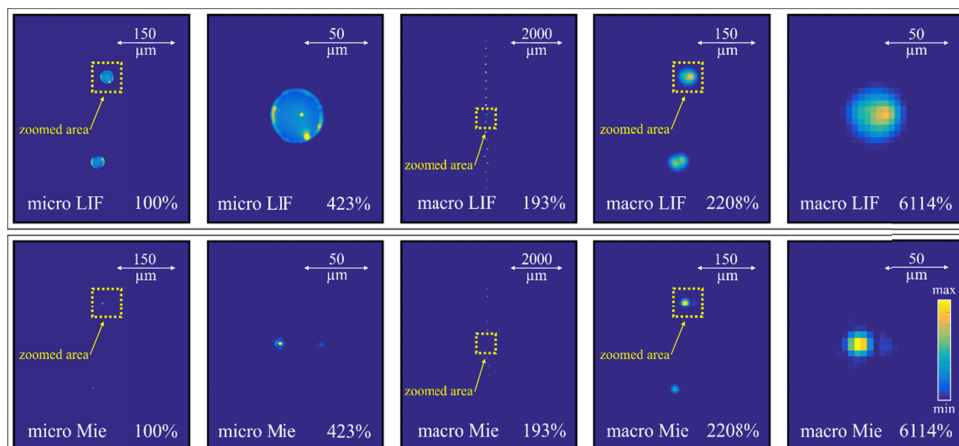 150
µm
zoomed area
micro LIF 100%
50
µm
micro LIF 423%
2000
µm
zoomed area
macro LIF 193%
150
µm
zoomed area
macro LIF 2208%
50
µm
macro LIF 6114%
150
µm
zoomed area
micro Mie 100%
50
µm
micro Mie 423%
2000
µm
zoomed area
macro Mie 193%
150
µm
zoomed area
macro Mie 2208%
50
µm
max
min
macro Mie 6114%